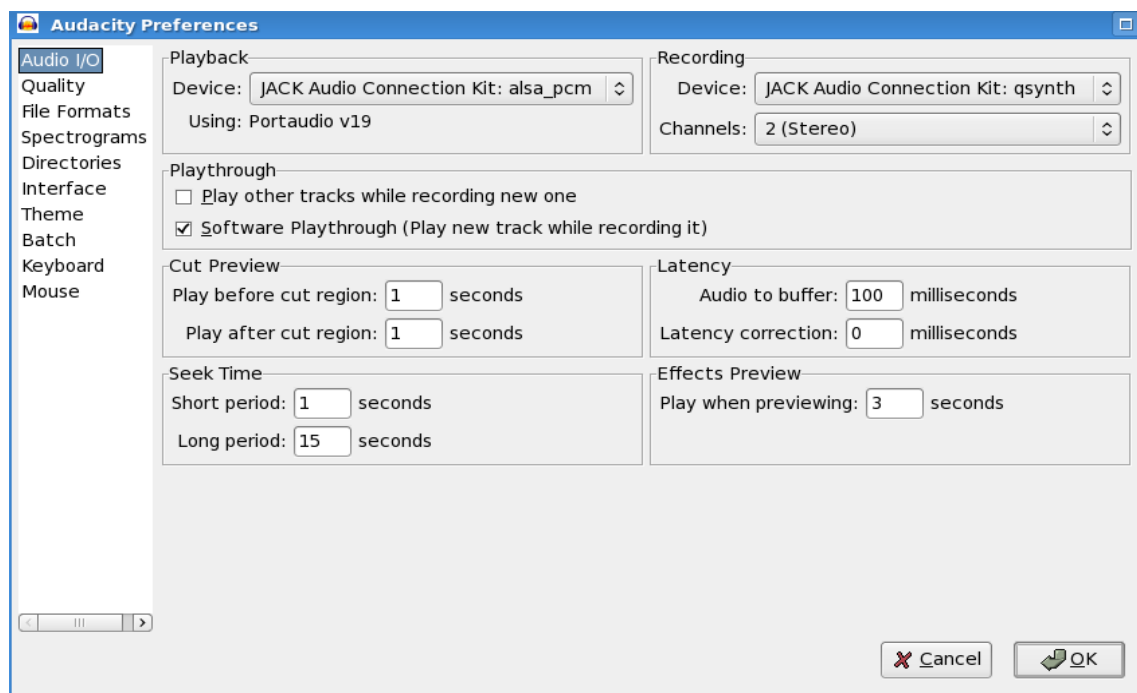 Audacity Preferences
Audio I/O
Quality
File Formats
Spectrograms
Directories
Interface
Theme
Batch
Keyboard
Mouse
Playback
Device: JACK Audio Connection Kit: alsa_pcm
Using: Portaudio v19
Recording
Device: JACK Audio Connection Kit: qsynth
Channels: 2 (Stereo)
Playthrough
Play other tracks while recording new one
Software Playthrough (Play new track while recording it)
Cut Preview
Play before cut region: 1 seconds
Play after cut region: 1 seconds
Latency
Audio to buffer: 100 milliseconds
Latency correction: 0 milliseconds
Seek Time
Short period: 1 seconds
Long period: 15 seconds
Effects Preview
Play when previewing: 3 seconds
Cancel
OK